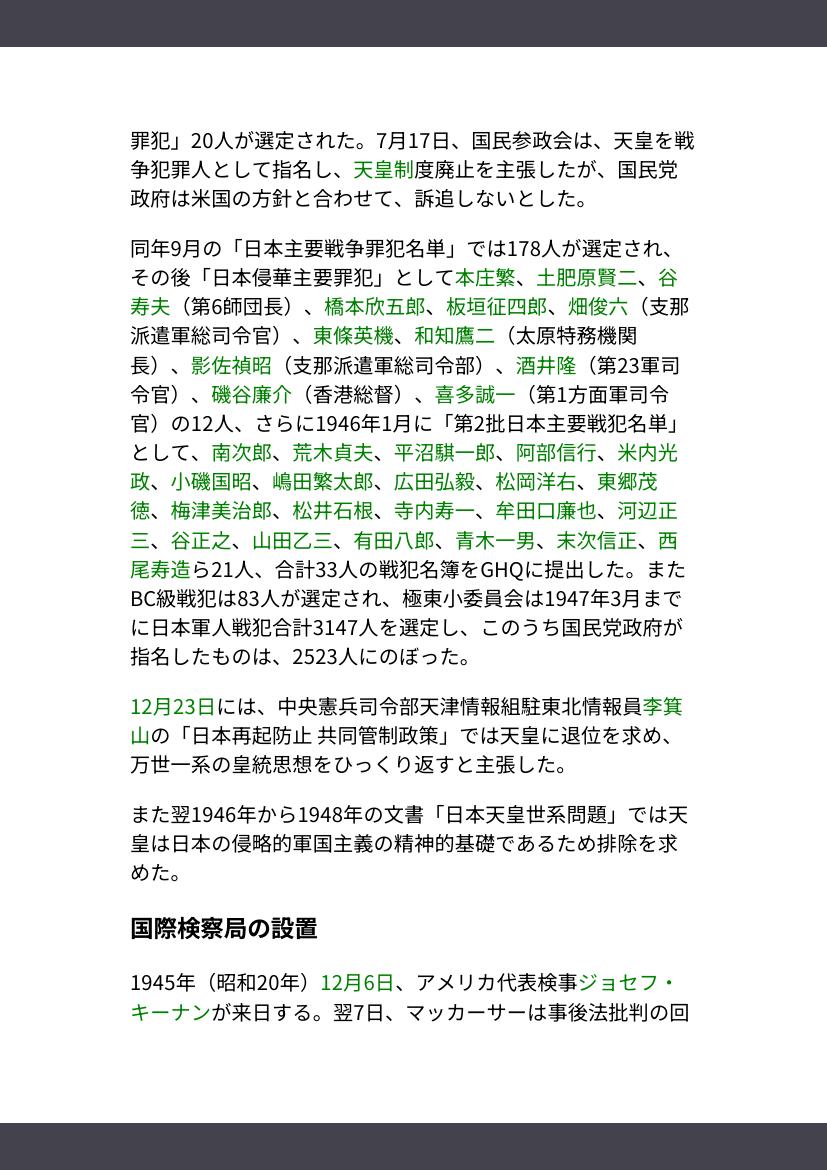 罪犯」20人が選定された。7月17日、国民参政会は、天皇を戦
争犯罪人として指名し、天皇制度廃止を主張したが、国民党
政府は米国の方針と合わせて、訴追しないとした。
同年9月の「日本主要戦争罪犯名単」では178人が選定され、
その後「日本侵華主要罪犯」として本庄繁、土肥原賢二、谷
寿夫（第6師団長）、橋本欣五郎、板垣征四郎、畑俊六（支那
派遣軍総司令官）、東條英機、和知鷹二（太原特務機関
長）、影佐禎昭（支那派遣軍総司令部）、酒井隆（第23軍司
令官）、磯谷廉介（香港総督）、喜多誠一（第1方面軍司令
官）の12人、さらに1946年1月に「第2批日本主要戦犯名単」
として、南次郎、荒木貞夫、平沼騏一郎、阿部信行、米内光
政、小磯国昭、嶋田繁太郎、広田弘毅、松岡洋右、東郷茂
徳、梅津美治郎、松井石根、寺内寿一、牟田口廉也、河辺正
三、谷正之、山田乙三、有田八郎、青木一男、末次信正、西
尾寿造ら21人、合計33人の戦犯名簿をGHQに提出した。また
BC級戦犯は83人が選定され、極東小委員会は1947年3月まで
に日本軍人戦犯合計3147人を選定し、このうち国民党政府が
指名したものは、2523人にのぼった。
12月23日には、中央憲兵司令部天津情報組駐東北情報員李箕
山の「日本再起防止 共同管制政策」では天皇に退位を求め、
万世一系の皇統思想をひっくり返すと主張した。
また翌1946年から1948年の文書「日本天皇世系問題」では天
皇は日本の侵略的軍国主義の精神的基礎であるため排除を求
めた。
国際検察局の設置
1945年（昭和20年）12月6日、アメリカ代表検事ジョセフ・
キーナンが来日する。翌7日、マッカーサーは事後法批判の回